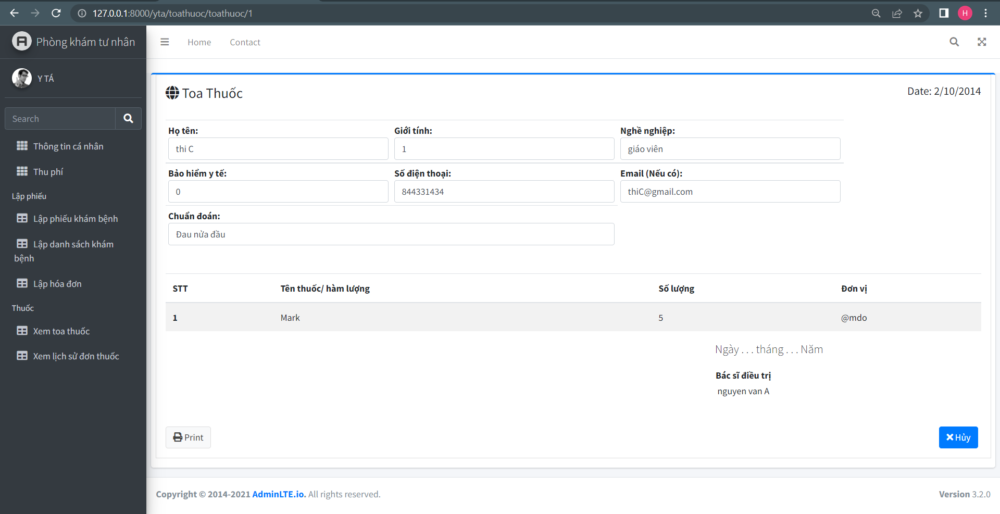 127.0.0.1:8000/yta/toathuoc/toathuoc/1
H
Phòng khám tư nhân
Home Contact
Y TÁ
Search
Thông tin cá nhân
Thu phí
Lập phiếu
Lập phiếu khám bệnh
Lập danh sách khám
bệnh
Lập hóa đơn
Thuốc
Xem toa thuốc
Xem lịch sử đơn thuốc
Toa Thuốc
Date: 2/10/2014
Họ tên: Giới tính: Nghề nghiệp:
thi C 1 giáo viên
Bảo hiểm y tế: Số điện thoại: Email (Nếu có):
0 844331434 thiC@gmail.com
Chuẩn đoán:
Đau nửa đầu
STT Tên thuốc/ hàm lượng Số lượng Đơn vị
1 Mark 5 @mdo
Ngày . . . tháng . . . Năm
Bác sĩ điều trị
nguyen van A
Print
Hủy
Copyright © 2014-2021 AdminLTE.io. All rights reserved.
Version 3.2.0